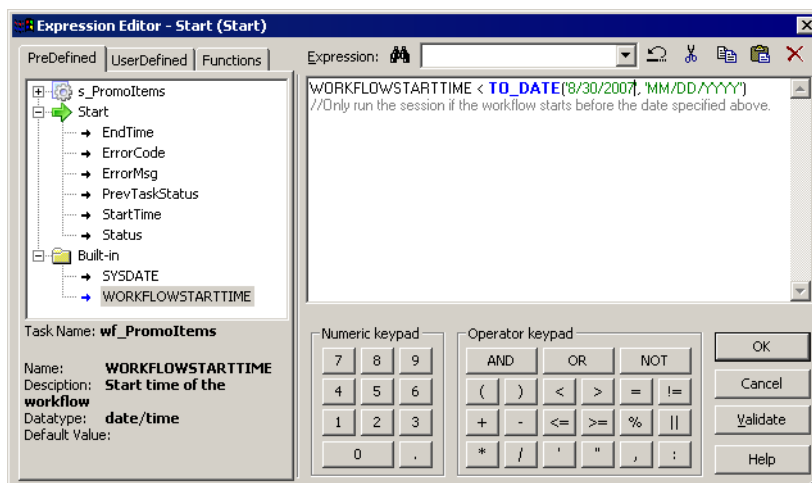 Expression Editor - Start (Start)
PreDefined UserDefined Functions
Expression:
s_PromoItems
Start
EndTime
ErrorCode
ErrorMsg
PrevTaskStatus
StartTime
Status
Built-in
SYSDATE
WORKFLOWSTARTTIME
WORKFLOWSTARTTIME < TO_DATE('8/30/2007', 'MM/DD/YYYY')
//Only run the session if the workflow starts before the date specified above.
Task Name: wf_PromoItems
Name: WORKFLOWSTARTTIME
Desciption: Start time of the
workflow
Datatype: date/time
Default Value:
Numeric keypad
7 8 9
4 5 6
1 2 3
0 .
Operator keypad
AND OR NOT
( ) < > = !=
+ - <= >= % ||
* / ' " , :
OK
Cancel
Validate
Help